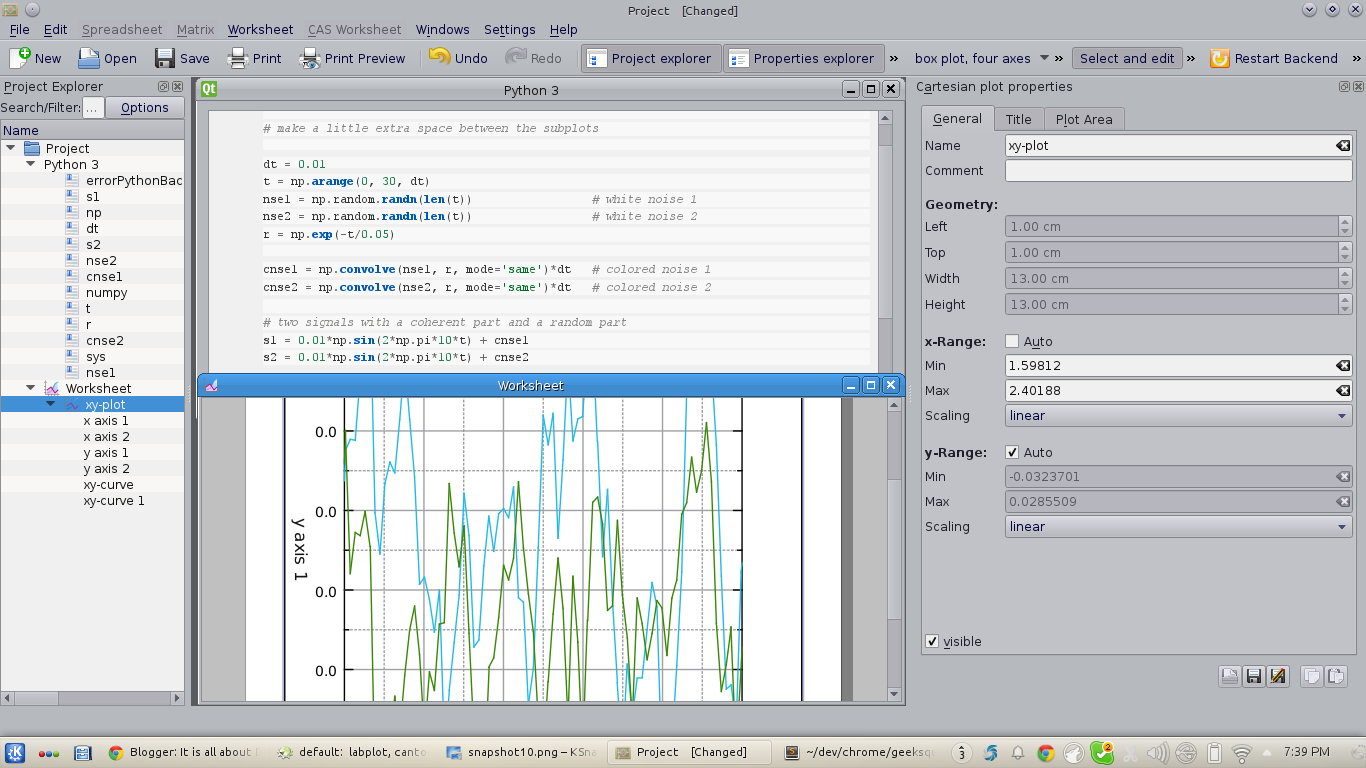 Project [Changed]
File Edit Spreadsheet Matrix Worksheet CAS Worksheet Windows Settings Help
New Open Save Print Print Preview Undo Redo Project explorer Properties explorer » box plot, four axes » Select and edit » Restart Backend »
Project Explorer
Search/Filter: ... Options
Name
Project
Python 3
errorPythonBac
s1
np
dt
s2
nse2
cnse1
numpy
t
r
cnse2
sys
nse1
Worksheet
xy-plot
x axis 1
x axis 2
y axis 1
y axis 2
xy-curve
xy-curve 1
Qt Python 3
# make a little extra space between the subplots
dt = 0.01
t = np.arange(0, 30, dt)
nse1 = np.random.randn(len(t)) # white noise 1
nse2 = np.random.randn(len(t)) # white noise 2
r = np.exp(-t/0.05)
cnse1 = np.convolve(nse1, r, mode='same')*dt # colored noise 1
cnse2 = np.convolve(nse2, r, mode='same')*dt # colored noise 2
# two signals with a coherent part and a random part
s1 = 0.01*np.sin(2*np.pi*10*t) + cnse1
s2 = 0.01*np.sin(2*np.pi*10*t) + cnse2
Worksheet
0.0
0.0
y axis 1
0.0
0.0
Cartesian plot properties
General Title Plot Area
Name xy-plot
Comment
Geometry:
Left 1.00 cm
Top 1.00 cm
Width 13.00 cm
Height 13.00 cm
x-Range: Auto
Min 1.59812
Max 2.40188
Scaling linear
y-Range: Auto
Min -0.0323701
Max 0.0285509
Scaling linear
visible
Blogger: It is all about default: labplot, canto snapshot10.png – KSna Project [Changed] ~/dev/chrome/geeksq 3 2 7:39 PM